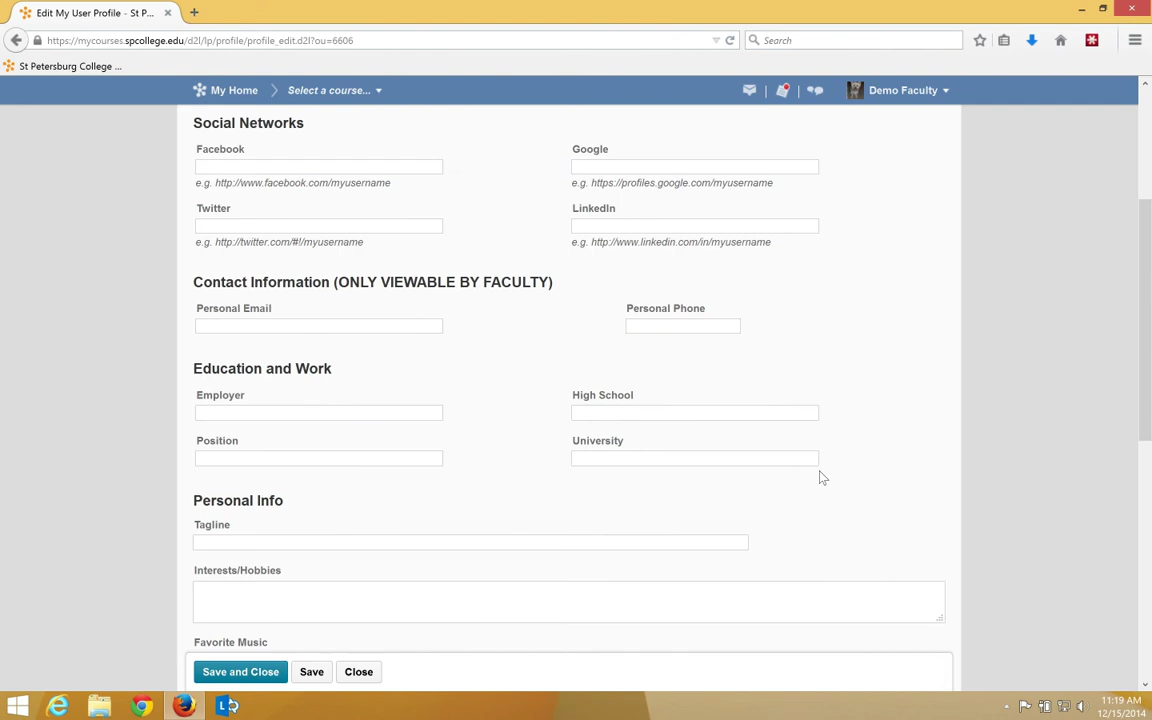 Edit My User Profile - St P...
https://mycourses.spcollege.edu/d2l/lp/profile/profile_edit.d2l?ou=6606
Search
St Petersburg College ...
My Home
Select a course...
Demo Faculty
Social Networks
Facebook
Google
e.g. http://www.facebook.com/myusername
e.g. https://profiles.google.com/myusername
Twitter
LinkedIn
e.g. http://twitter.com/#!/myusername
e.g. http://www.linkedin.com/in/myusername
Contact Information (ONLY VIEWABLE BY FACULTY)
Personal Email
Personal Phone
Education and Work
Employer
High School
Position
University
Personal Info
Tagline
Interests/Hobbies
Favorite Music
Save and Close
Save
Close
11:19 AM
12/15/2014